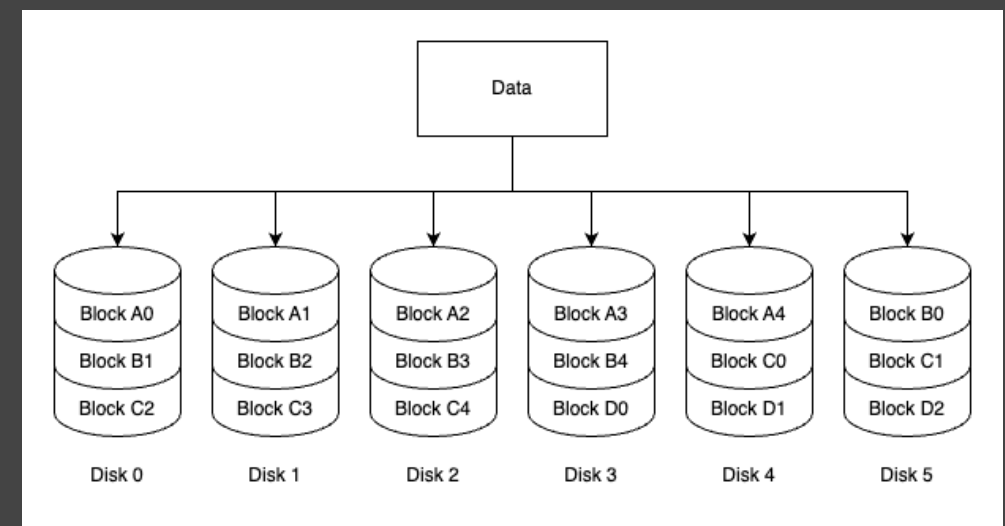 Data
Block A0 Block A1 Block A2 Block A3 Block A4 Block B0
Block B1 Block B2 Block B3 Block B4 Block C0 Block C1
Block C2 Block C3 Block C4 Block D0 Block D1 Block D2
Disk 0 Disk 1 Disk 2 Disk 3 Disk 4 Disk 5